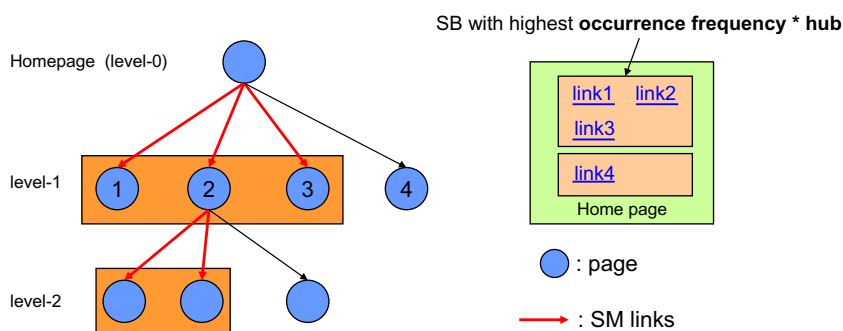 SB with highest occurrence frequency * hub
Homepage (level-0)
link1 link2
link3
link4
Home page
level-1
1 2 3 4
: page
level-2
: SM links